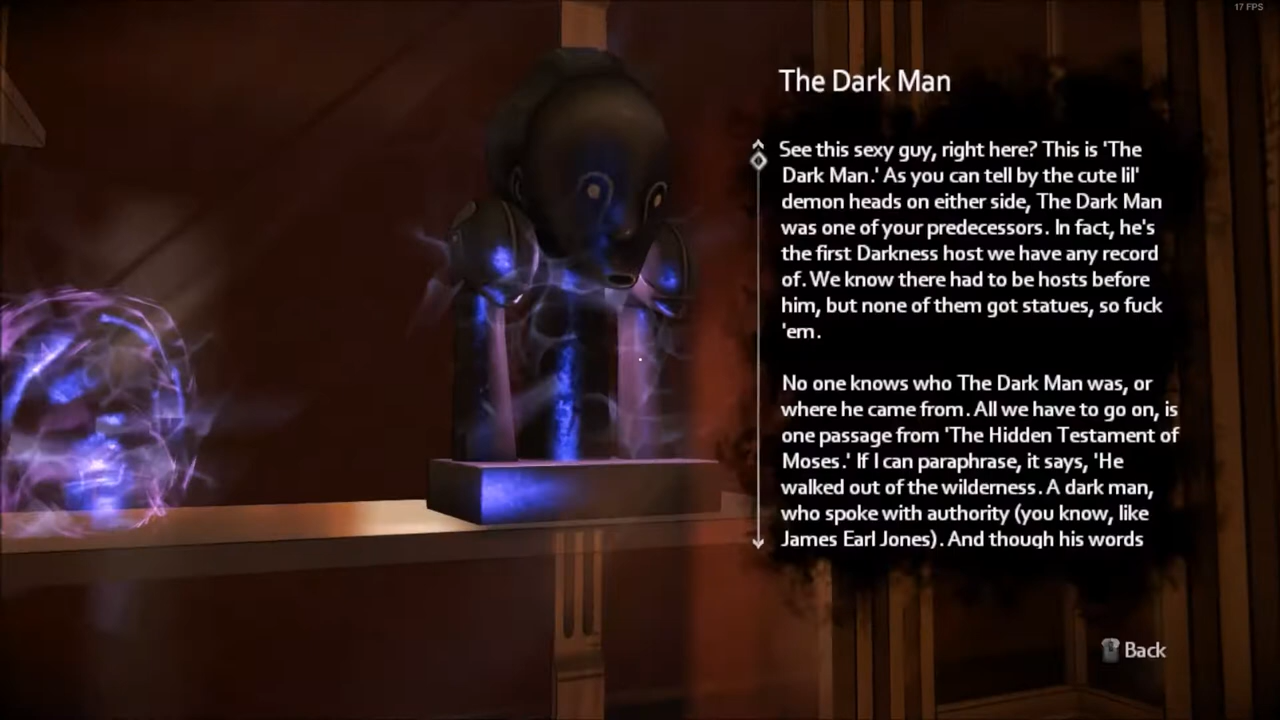 17 FPS
The Dark Man
See this sexy guy, right here? This is 'The
Dark Man.' As you can tell by the cute lil'
demon heads on either side, The Dark Man
was one of your predecessors. In fact, he's
the first Darkness host we have any record
of. We know there had to be hosts before
him, but none of them got statues, so fuck
'em.
No one knows who The Dark Man was, or
where he came from. All we have to go on, is
one passage from 'The Hidden Testament of
Moses.' If I can paraphrase, it says, 'He
walked out of the wilderness. A dark man,
who spoke with authority (you know, like
James Earl Jones). And though his words
Back